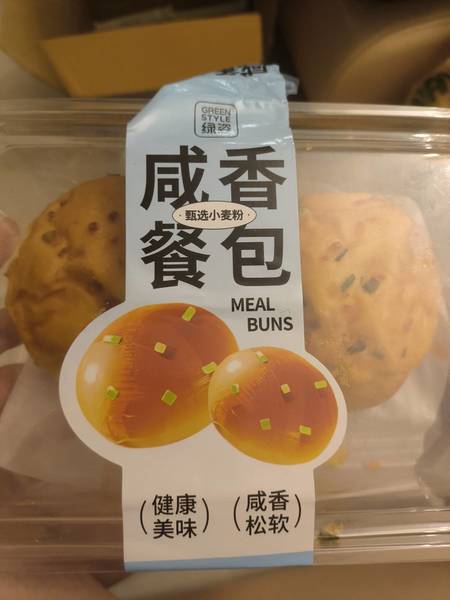 GREEN
STYLE
绿姿
咸香
·甄选小麦粉·
餐包
MEAL
BUNS
(健康美味)
(咸香松软)